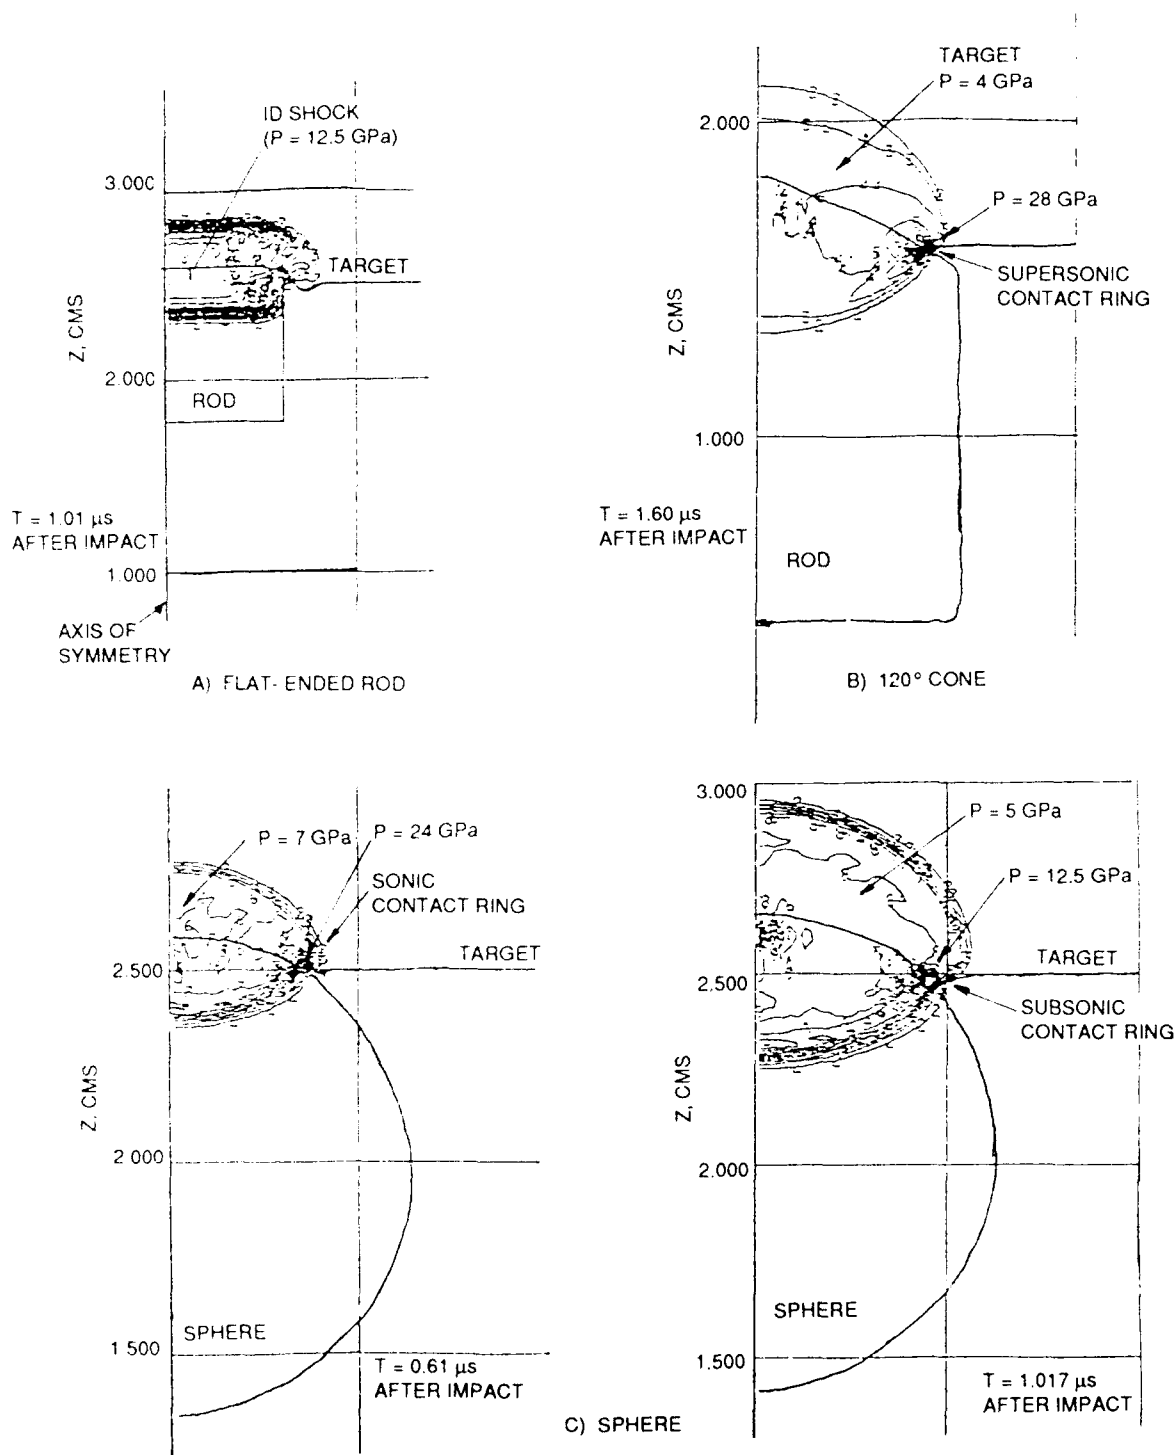 ID SHOCK
(P = 12.5 GPa)
3.000
TARGET
Z, CMS
2.000
ROD
T = 1.01 µs
AFTER IMPACT
1.000
AXIS OF
SYMMETRY
A) FLAT- ENDED ROD
TARGET
P = 4 GPa
2.000
P = 28 GPa
SUPERSONIC
CONTACT RING
Z, CMS
1.000
T = 1.60 µs
AFTER IMPACT
ROD
B) 120° CONE
P = 7 GPa
P = 24 GPa
SONIC
CONTACT RING
TARGET
2.500
Z, CMS
2 000
SPHERE
1 500
T = 0.61 µs
AFTER IMPACT
3.000
P = 5 GPa
P = 12.5 GPa
TARGET
2.500
SUBSONIC
CONTACT RING
Z, CMS
2.000
SPHERE
1.500
T = 1.017 µs
AFTER IMPACT
C) SPHERE